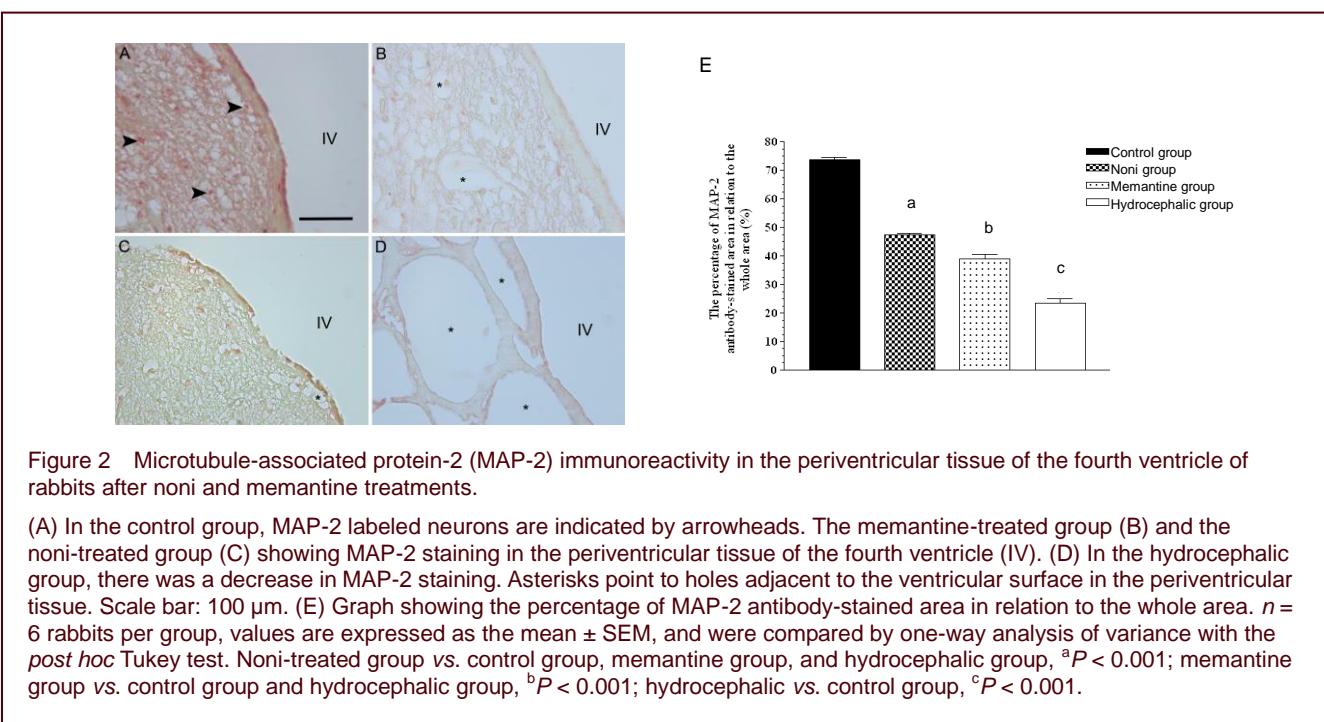 A
IV
B
*
*
IV
C
IV
*
D
*
*
*
IV
E
The percentage of MAP-2
antibody-stained area in relation to the
whole area (%)
80
70
60
50
40
30
20
10
0
a
b
c
Control group
Noni group
Memantine group
Hydrocephalic group
Figure 2 Microtubule-associated protein-2 (MAP-2) immunoreactivity in the periventricular tissue of the fourth ventricle of
rabbits after noni and memantine treatments.
(A) In the control group, MAP-2 labeled neurons are indicated by arrowheads. The memantine-treated group (B) and the
noni-treated group (C) showing MAP-2 staining in the periventricular tissue of the fourth ventricle (IV). (D) In the hydrocephalic
group, there was a decrease in MAP-2 staining. Asterisks point to holes adjacent to the ventricular surface in the periventricular
tissue. Scale bar: 100 µm. (E) Graph showing the percentage of MAP-2 antibody-stained area in relation to the whole area. n =
6 rabbits per group, values are expressed as the mean ± SEM, and were compared by one-way analysis of variance with the
post hoc Tukey test. Noni-treated group vs. control group, memantine group, and hydrocephalic group, ᵃP < 0.001; memantine
group vs. control group and hydrocephalic group, ᵇP < 0.001; hydrocephalic vs. control group, ᶜP < 0.001.